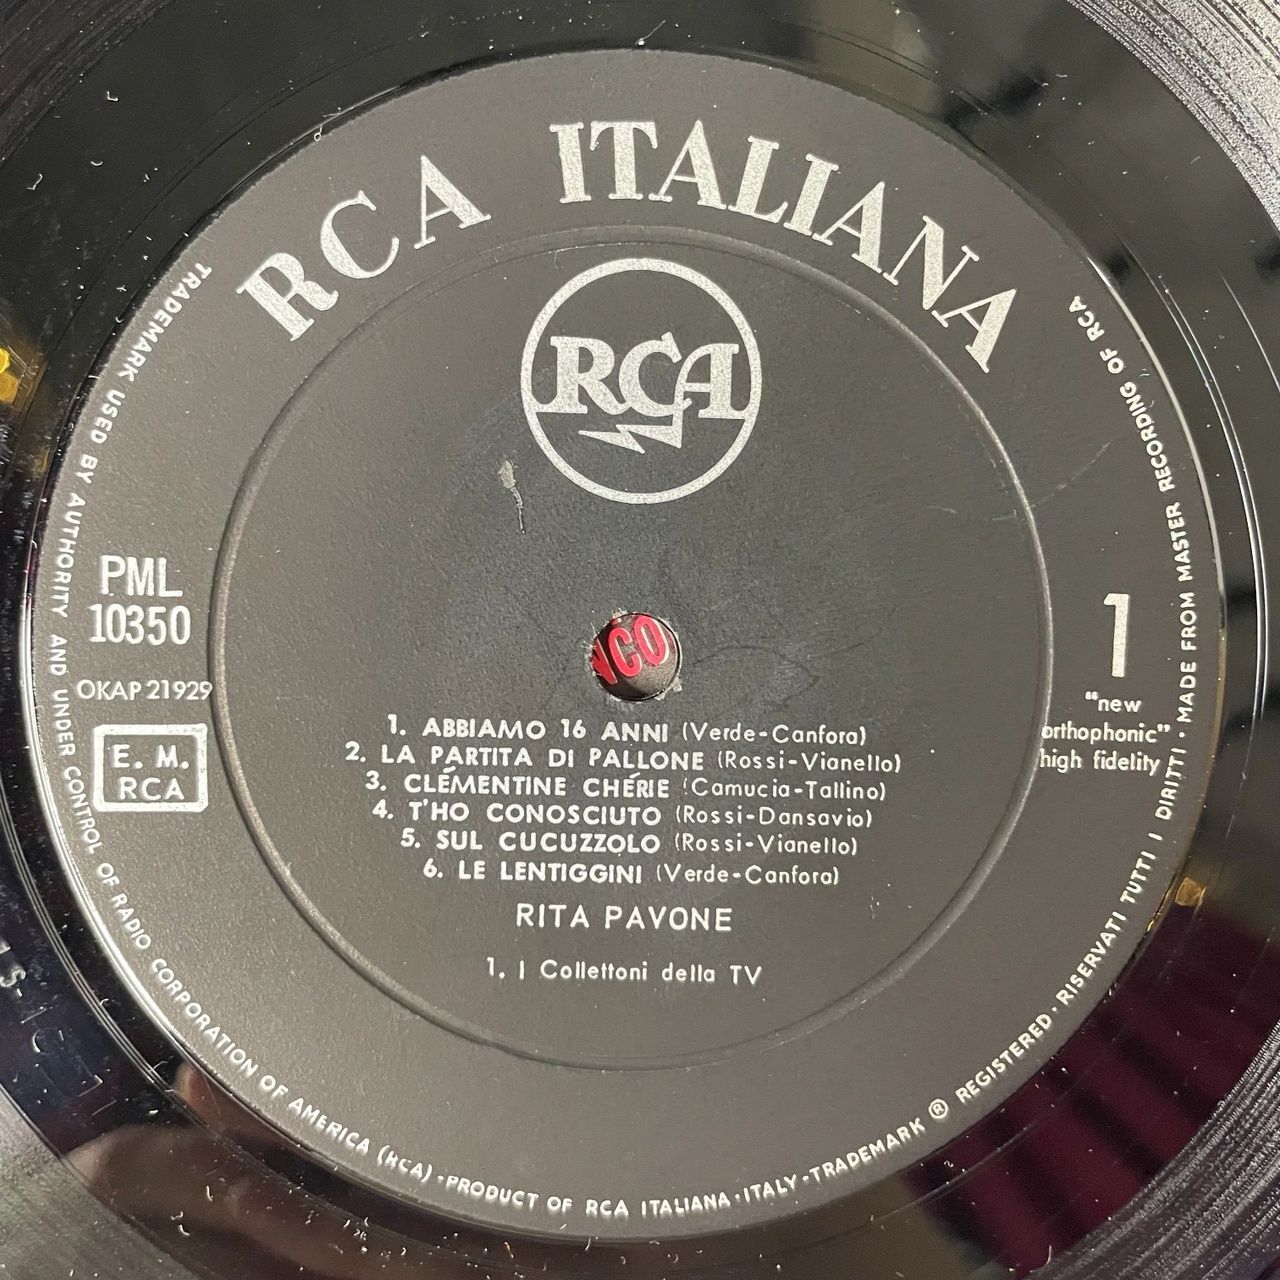 RCA ITALIANA
RCA
PML
10350
OKAP 21929
E. M.
RCA
1
"new
orthophonic"
high fidelity
NCO
1. ABBIAMO 16 ANNI (Verde-Canfora)
2. LA PARTITA DI PALLONE (Rossi-Vianello)
3. CLÉMENTINE CHÉRIE (Camucia-Tallino)
4. T'HO CONOSCIUTO (Rossi-Dansavio)
5. SUL CUCUZZOLO (Rossi-Vianello)
6. LE LENTIGGINI (Verde-Canfora)
RITA PAVONE
1. I Collettoni della TV
TRADEMARK USED BY AUTHORITY AND UNDER CONTROL OF RADIO CORPORATION OF AMERICA (RCA) · PRODUCT OF RCA ITALIANA · ITALY · TRADEMARK ® REGISTERED · RISERVATI TUTTI I DIRITTI · MADE FROM MASTER RECORDING OF RCA